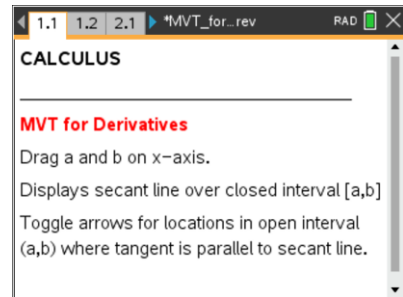 1.1 1.2 2.1 *MVT_for...rev RAD
CALCULUS
MVT for Derivatives
Drag a and b on x-axis.
Displays secant line over closed interval [a,b]
Toggle arrows for locations in open interval
(a,b) where tangent is parallel to secant line.